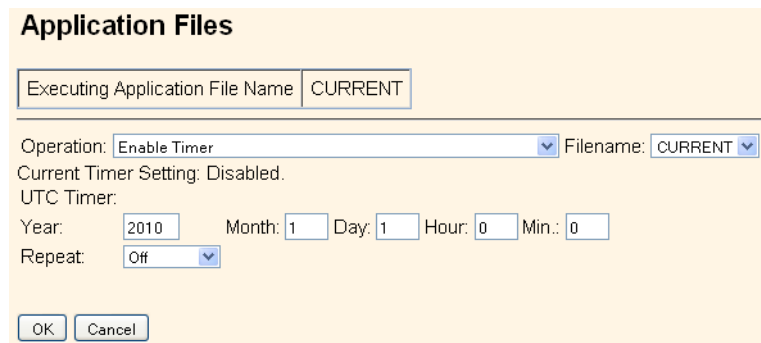 Application Files
Executing Application File Name CURRENT
Operation: Enable Timer Filename: CURRENT
Current Timer Setting: Disabled.
UTC Timer:
Year: 2010 Month: 1 Day: 1 Hour: 0 Min.: 0
Repeat: Off
OK Cancel